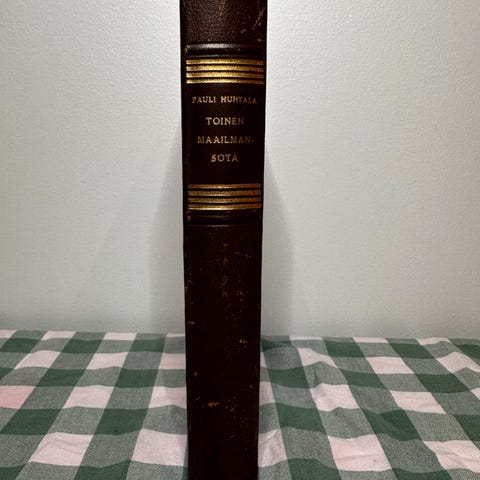 PAULI HUHTALA
TOINEN
MAAILMAN-
SOTA